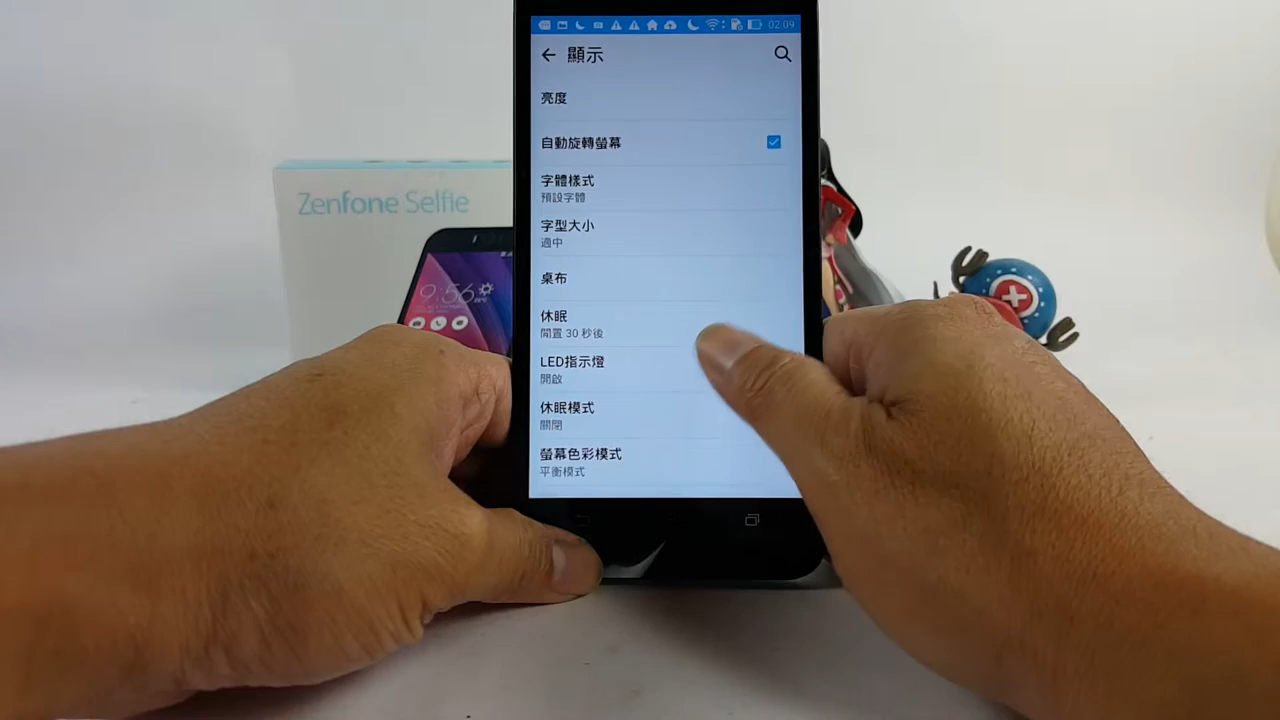 02:09
顯示
亮度
自動旋轉螢幕
字體樣式
預設字體
字型大小
適中
桌布
休眠
閒置 30 秒後
LED指示燈
開啟
休眠模式
關閉
螢幕色彩模式
平衡模式
Zenfone Selfie
9:56